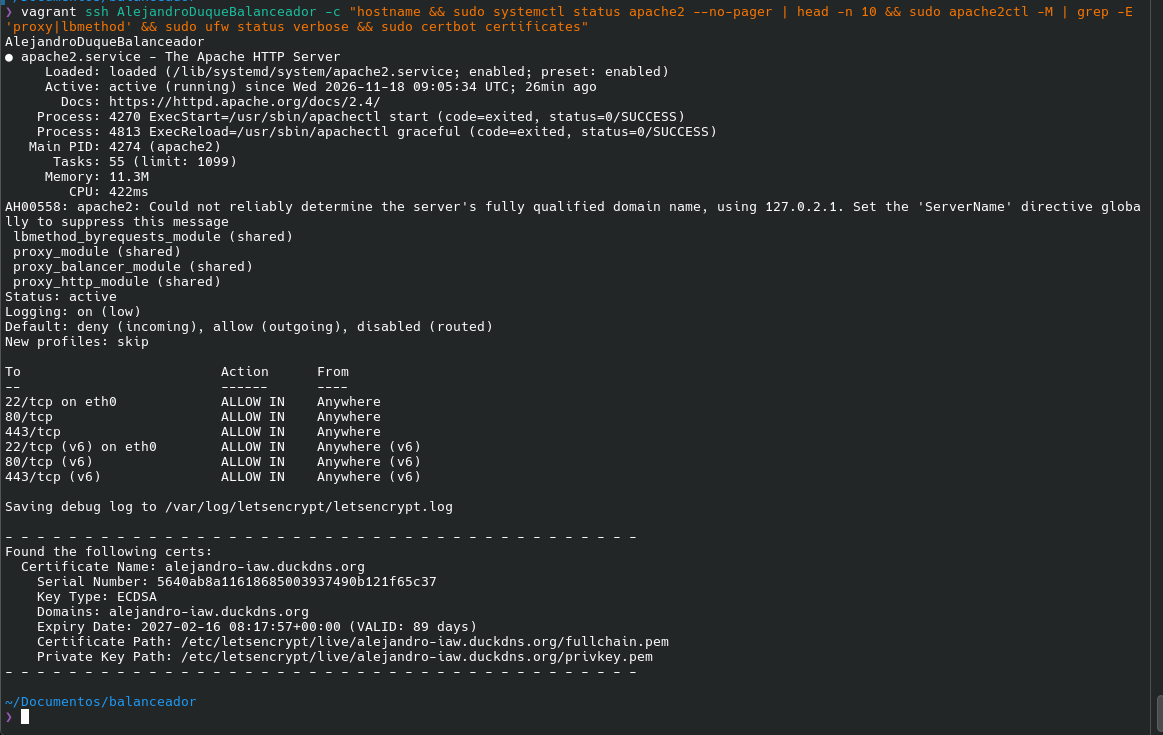 ❯ vagrant ssh AlejandroDuqueBalanceador -c "hostname && sudo systemctl status apache2 --no-pager | head -n 10 && sudo apache2ctl -M | grep -E
'proxy|lbmethod' && sudo ufw status verbose && sudo certbot certificates"
AlejandroDuqueBalanceador
● apache2.service - The Apache HTTP Server
     Loaded: loaded (/lib/systemd/system/apache2.service; enabled; preset: enabled)
     Active: active (running) since Wed 2026-11-18 09:05:34 UTC; 26min ago
       Docs: https://httpd.apache.org/docs/2.4/
    Process: 4270 ExecStart=/usr/sbin/apachectl start (code=exited, status=0/SUCCESS)
    Process: 4813 ExecReload=/usr/sbin/apachectl graceful (code=exited, status=0/SUCCESS)
   Main PID: 4274 (apache2)
      Tasks: 55 (limit: 1099)
     Memory: 11.3M
        CPU: 422ms
AH00558: apache2: Could not reliably determine the server's fully qualified domain name, using 127.0.2.1. Set the 'ServerName' directive globa
lly to suppress this message
 lbmethod_byrequests_module (shared)
 proxy_module (shared)
 proxy_balancer_module (shared)
 proxy_http_module (shared)
Status: active
Logging: on (low)
Default: deny (incoming), allow (outgoing), disabled (routed)
New profiles: skip
To                         Action      From
--                         ------      ----
22/tcp on eth0             ALLOW IN    Anywhere
80/tcp                     ALLOW IN    Anywhere
443/tcp                    ALLOW IN    Anywhere
22/tcp (v6) on eth0        ALLOW IN    Anywhere (v6)
80/tcp (v6)                ALLOW IN    Anywhere (v6)
443/tcp (v6)               ALLOW IN    Anywhere (v6)
Saving debug log to /var/log/letsencrypt/letsencrypt.log
- - - - - - - - - - - - - - - - - - - - - - - - - - - - - - - - - - - - - - - -
Found the following certs:
  Certificate Name: alejandro-iaw.duckdns.org
    Serial Number: 5640ab8a11618685003937490b121f65c37
    Key Type: ECDSA
    Domains: alejandro-iaw.duckdns.org
    Expiry Date: 2027-02-16 08:17:57+00:00 (VALID: 89 days)
    Certificate Path: /etc/letsencrypt/live/alejandro-iaw.duckdns.org/fullchain.pem
    Private Key Path: /etc/letsencrypt/live/alejandro-iaw.duckdns.org/privkey.pem
- - - - - - - - - - - - - - - - - - - - - - - - - - - - - - - - - - - - - - - -
~/Documentos/balanceador
❯